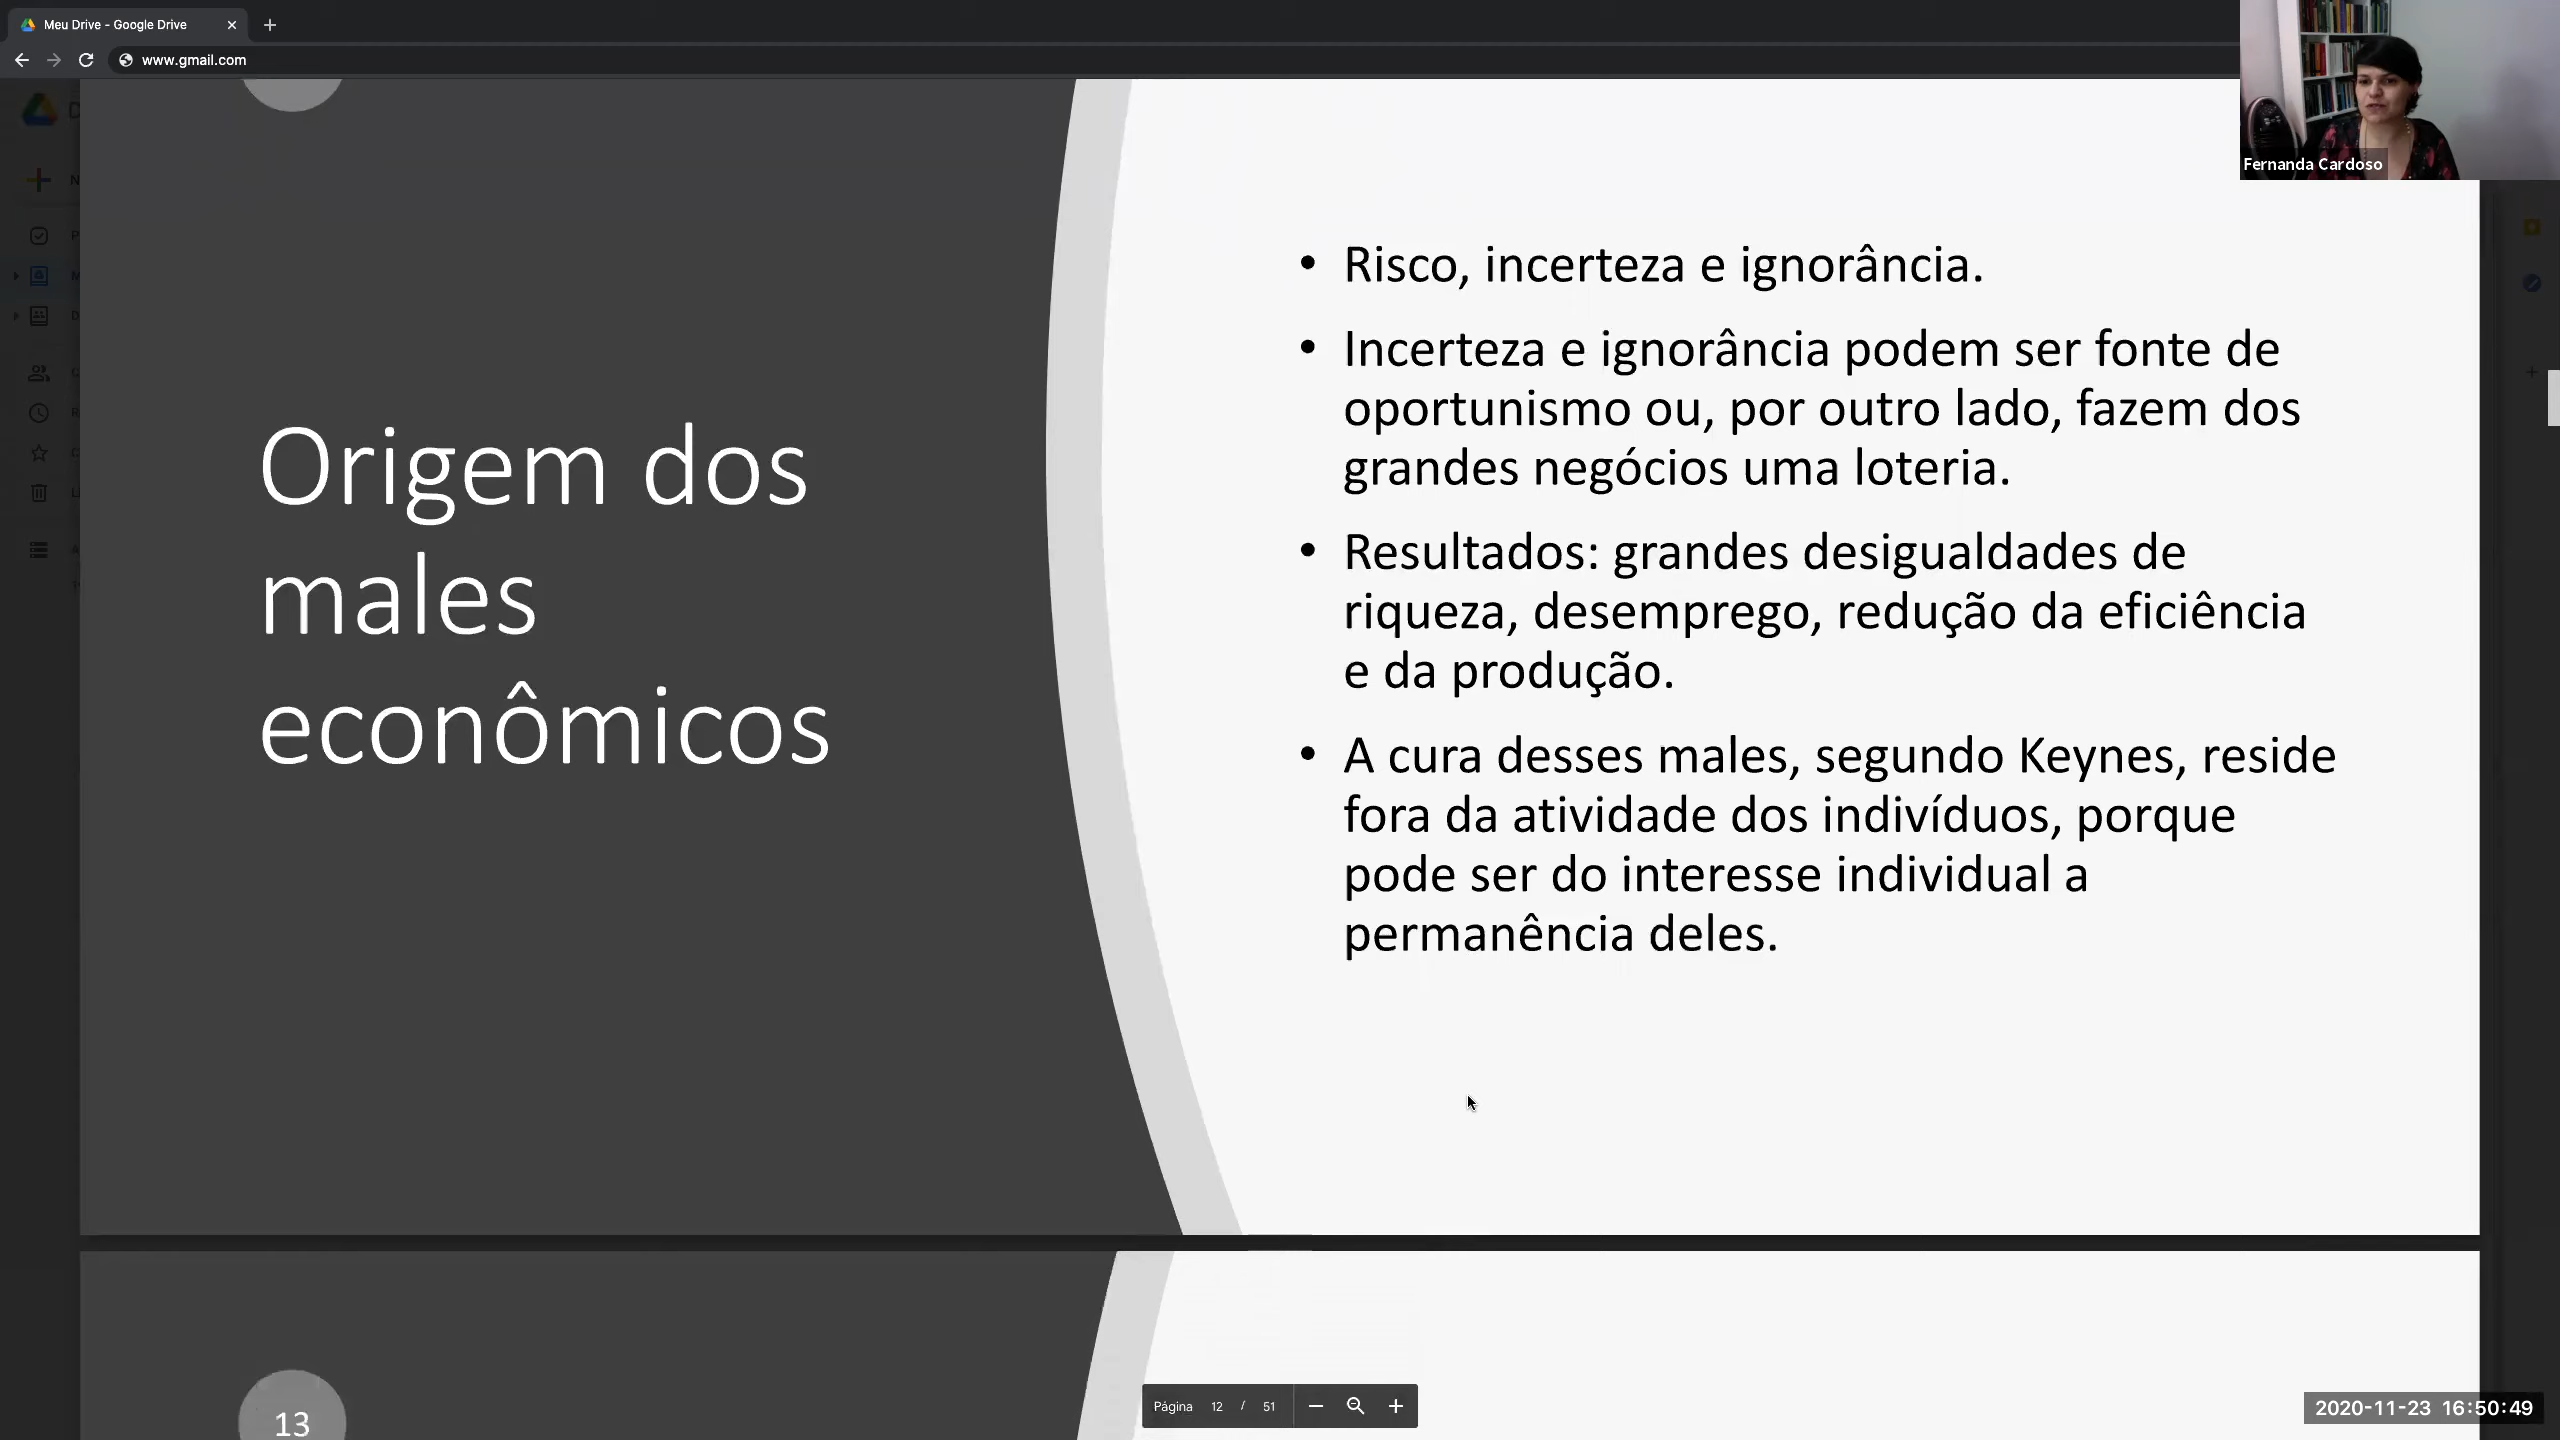 Meu Drive - Google Drive
www.gmail.com
Fernanda Cardoso
Origem dos
males
econômicos
• Risco, incerteza e ignorância.
• Incerteza e ignorância podem ser fonte de
oportunismo ou, por outro lado, fazem dos
grandes negócios uma loteria.
• Resultados: grandes desigualdades de
riqueza, desemprego, redução da eficiência
e da produção.
• A cura desses males, segundo Keynes, reside
fora da atividade dos indivíduos, porque
pode ser do interesse individual a
permanência deles.
13
Página 12 / 51
2020-11-23 16:50:49